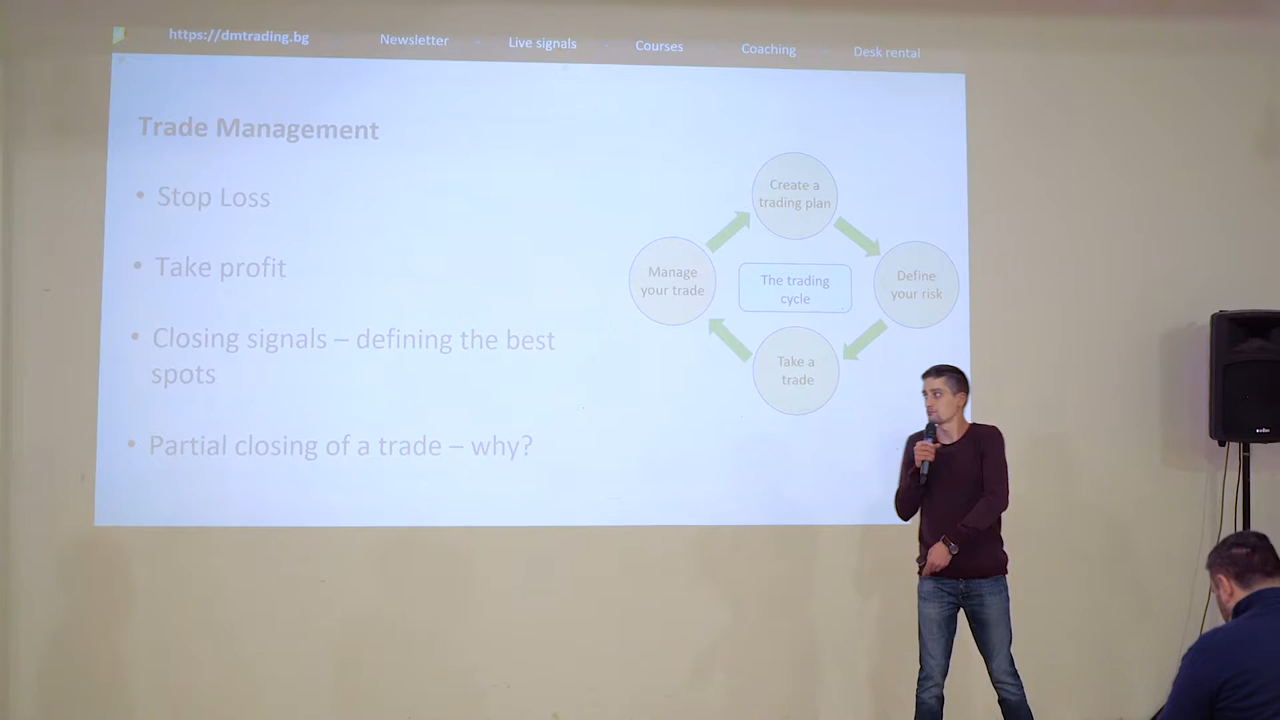 https://dmtrading.bg Newsletter - Live signals - Courses - Coaching - Desk rental
Trade Management
• Stop Loss
• Take profit
• Closing signals – defining the best
spots
• Partial closing of a trade – why?
Create a
trading plan
Define
your risk
Take a
trade
Manage
your trade
The trading
cycle